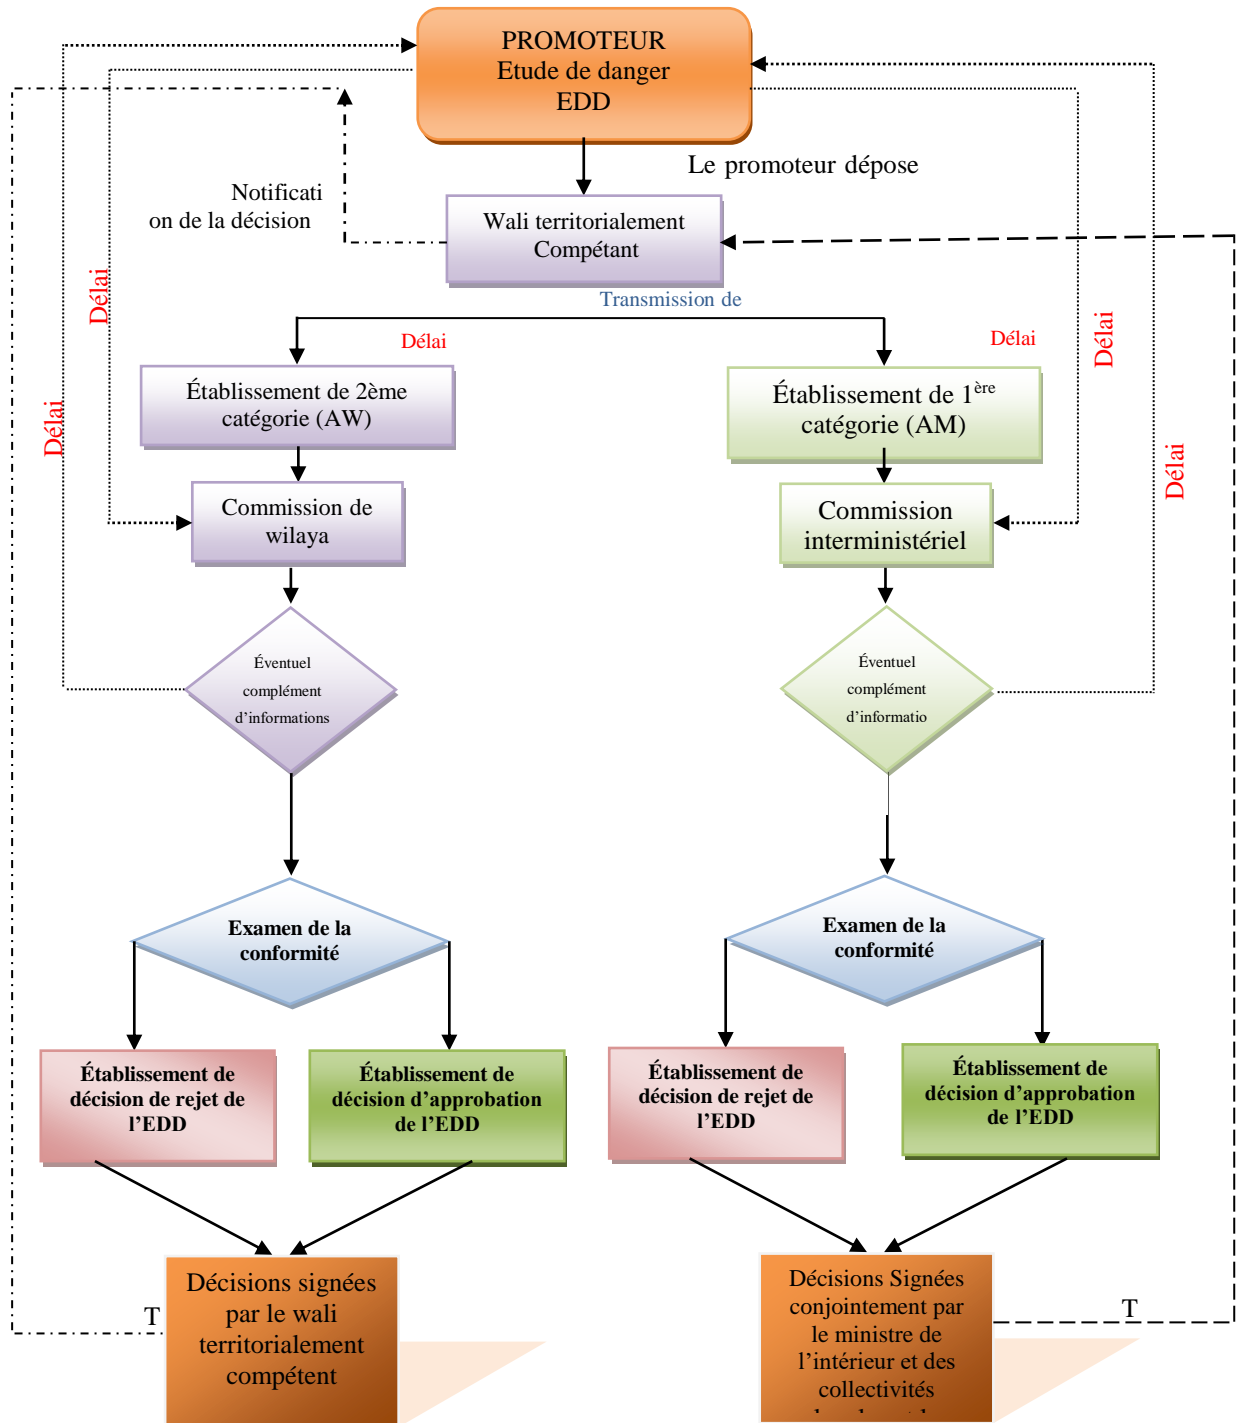 PROMOTEUR
Etude de danger
EDD
Le promoteur dépose
Notificati
on de la décision
Wali territorialement
Compétant
Transmission de
Délai
Délai
Délai
Délai
Délai
Délai
Établissement de 2ème
catégorie (AW)
Établissement de 1ère
catégorie (AM)
Commission de
wilaya
Commission
interministériel
Éventuel
complément
d’informations
Éventuel
complément
d’informatio
Examen de la
conformité
Examen de la
conformité
Établissement de
décision de rejet de
l’EDD
Établissement de
décision d’approbation
de l’EDD
Établissement de
décision de rejet de
l’EDD
Établissement de
décision d’approbation
de l’EDD
T
Décisions signées
par le wali
territorialement
compétent
Décisions Signées
conjointement par
le ministre de
l’intérieur et des
collectivités
T